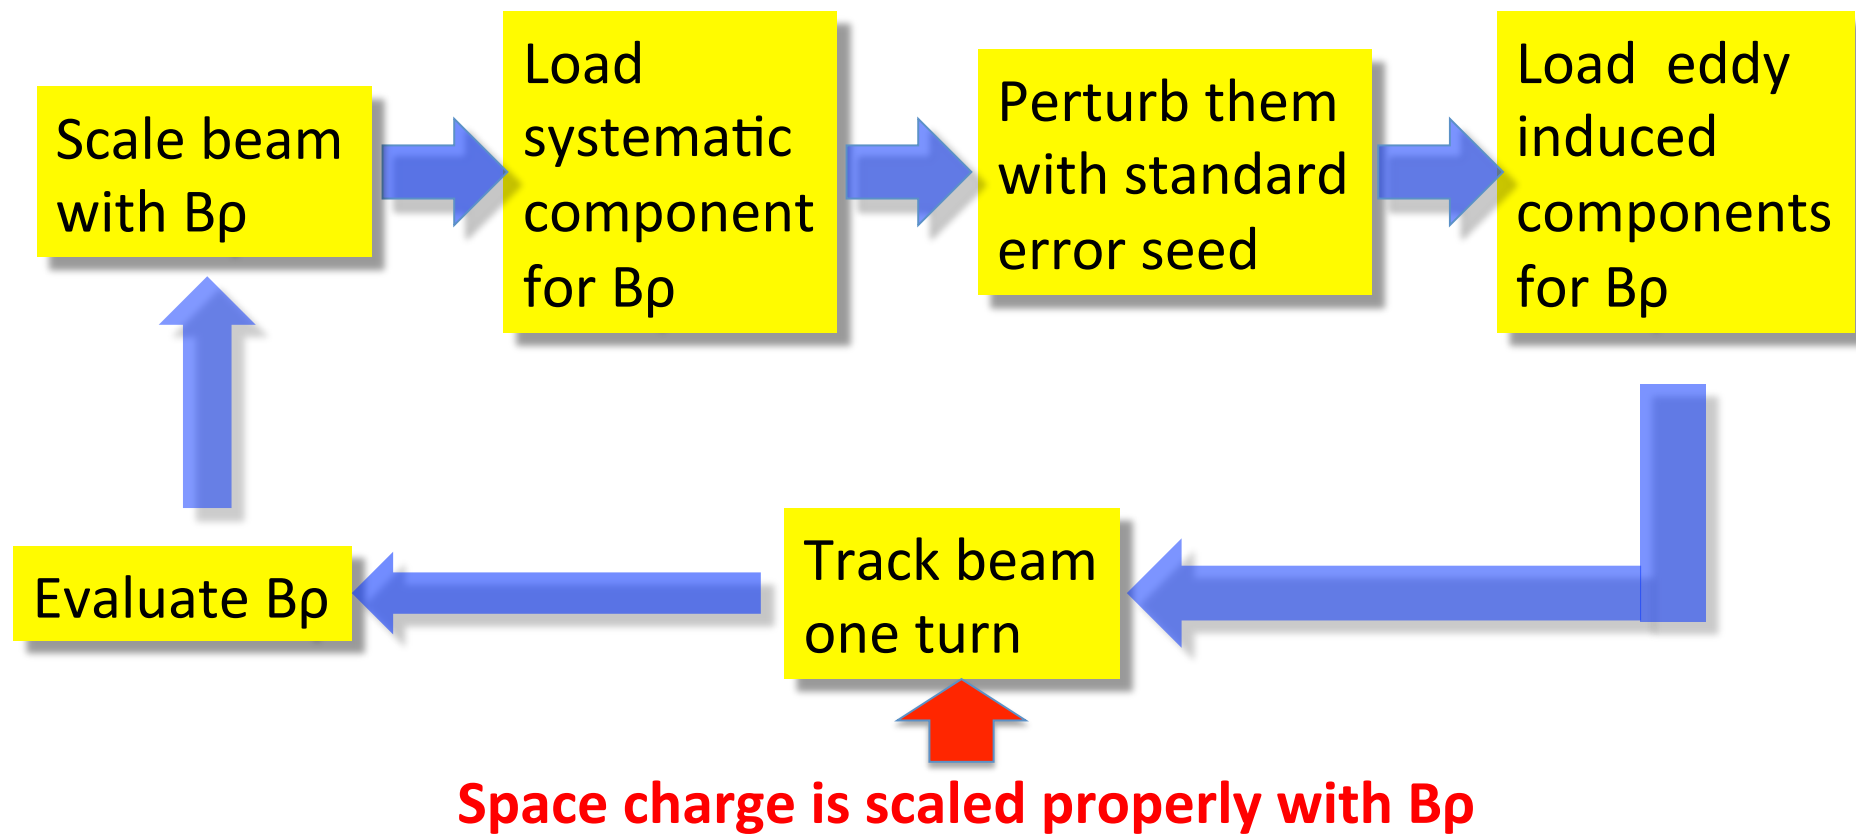 Scale beam
with Bρ
Load
systematic
component
for Bρ
Perturb them
with standard
error seed
Load eddy
induced
components
for Bρ
Track beam
one turn
Evaluate Bρ
Space charge is scaled properly with Bρ